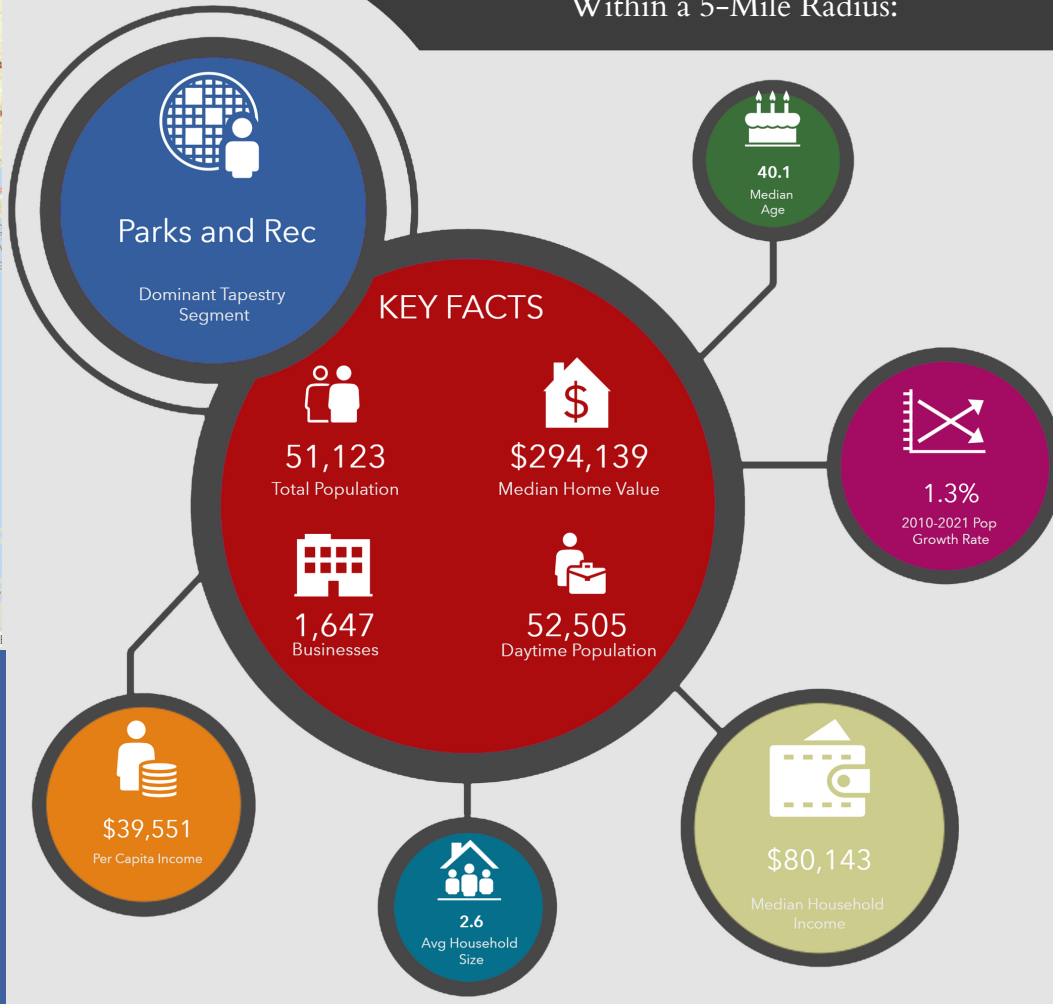 Within a 5-Mile Radius:
Parks and Rec
Dominant Tapestry
Segment
40.1
Median
Age
KEY FACTS
51,123
Total Population
$294,139
Median Home Value
1,647
Businesses
52,505
Daytime Population
1.3%
2010-2021 Pop
Growth Rate
$39,551
Per Capita Income
2.6
Avg Household
Size
$80,143
Median Household
Income